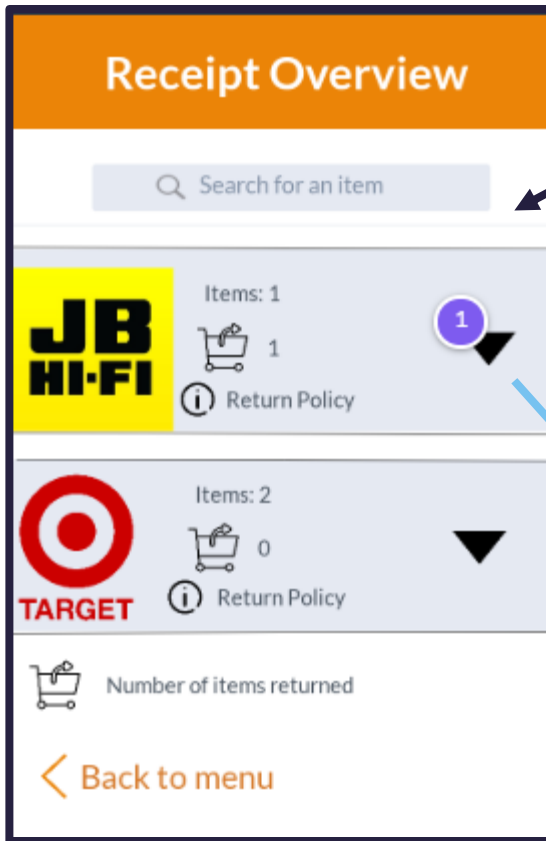 Receipt Overview
Search for an item
JB
HI-FI
Items: 1
1
1
Return Policy
TARGET
Items: 2
0
Return Policy
Number of items returned
Back to menu